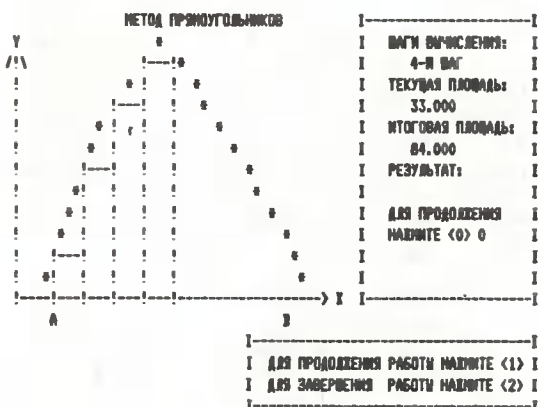 МЕТОД ПРЯМОУГОЛЬНИКОВ
Y
ШАГИ ВЫЧИСЛЕНИЯ:
4-Й ШАГ
ТЕКУЩАЯ ПЛОЩАДЬ:
33.000
ИТОГОВАЯ ПЛОЩАДЬ:
84.000
РЕЗУЛЬТАТ:
ДЛЯ ПРОДОЛЖЕНИЯ
НАЖМИТЕ <0> 0
X
A B
ДЛЯ ПРОДОЛЖЕНИЯ РАБОТЫ НАЖМИТЕ <1>
ДЛЯ ЗАВЕРШЕНИЯ РАБОТЫ НАЖМИТЕ <2>